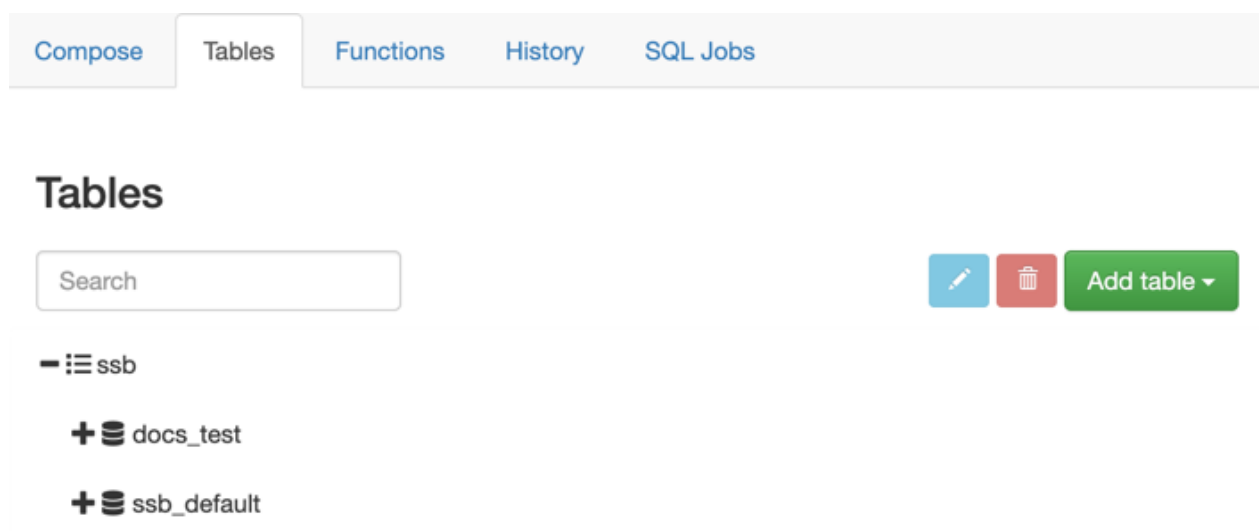 Compose Tables Functions History SQL Jobs
Tables
Search Add table
ssb
docs_test
ssb_default